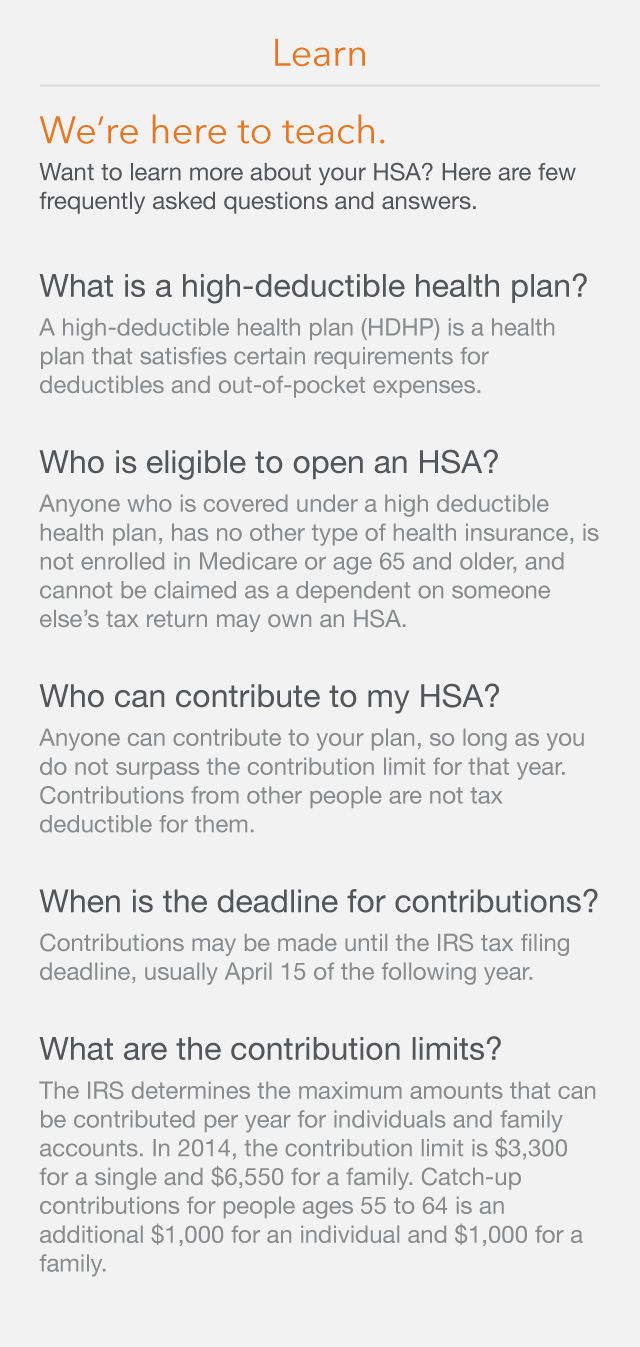 Learn
We’re here to teach.
Want to learn more about your HSA? Here are few
frequently asked questions and answers.
What is a high-deductible health plan?
A high-deductible health plan (HDHP) is a health
plan that satisfies certain requirements for
deductibles and out-of-pocket expenses.
Who is eligible to open an HSA?
Anyone who is covered under a high deductible
health plan, has no other type of health insurance, is
not enrolled in Medicare or age 65 and older, and
cannot be claimed as a dependent on someone
else’s tax return may own an HSA.
Who can contribute to my HSA?
Anyone can contribute to your plan, so long as you
do not surpass the contribution limit for that year.
Contributions from other people are not tax
deductible for them.
When is the deadline for contributions?
Contributions may be made until the IRS tax filing
deadline, usually April 15 of the following year.
What are the contribution limits?
The IRS determines the maximum amounts that can
be contributed per year for individuals and family
accounts. In 2014, the contribution limit is $3,300
for a single and $6,550 for a family. Catch-up
contributions for people ages 55 to 64 is an
additional $1,000 for an individual and $1,000 for a
family.